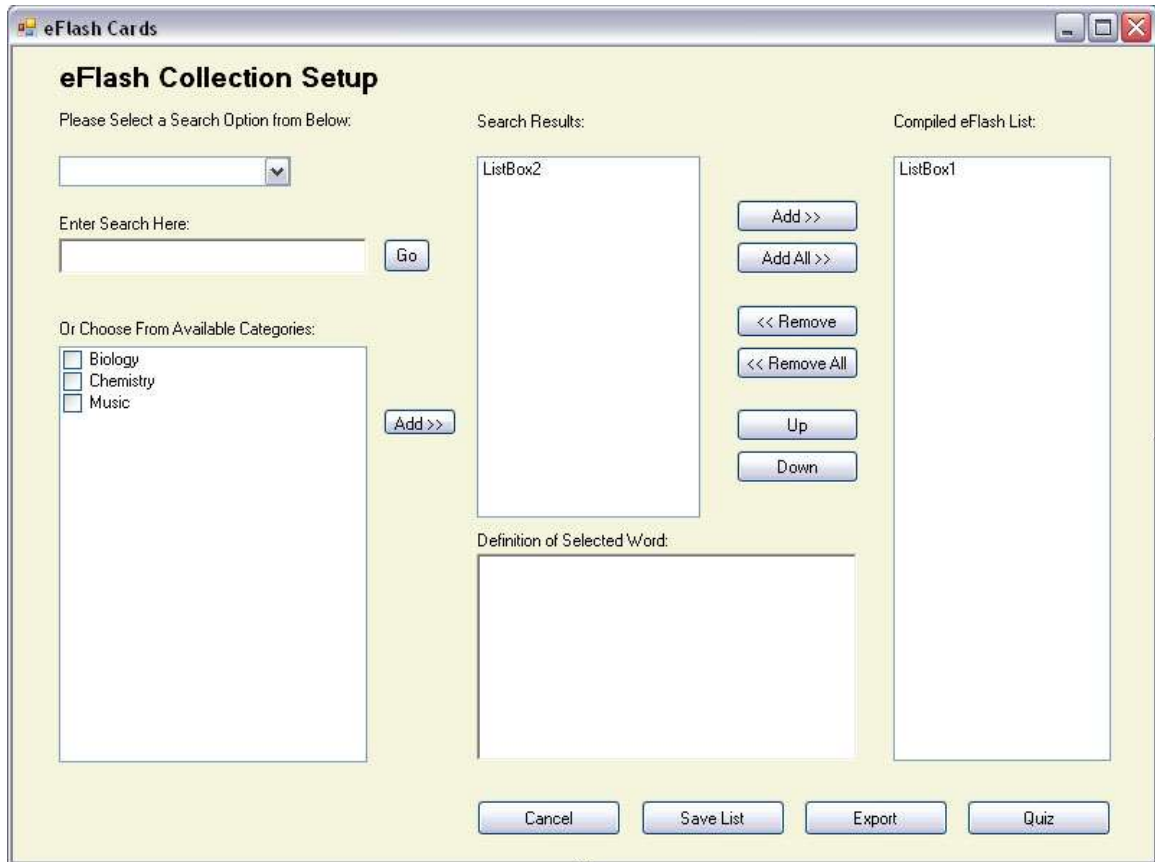 eFlash Cards
eFlash Collection Setup
Please Select a Search Option from Below:
Enter Search Here:
Go
Or Choose From Available Categories:
Biology
Chemistry
Music
Add >>
Search Results:
ListBox2
Add >>
Add All >>
<< Remove
<< Remove All
Up
Down
Definition of Selected Word:
Compiled eFlash List:
ListBox1
Cancel
Save List
Export
Quiz